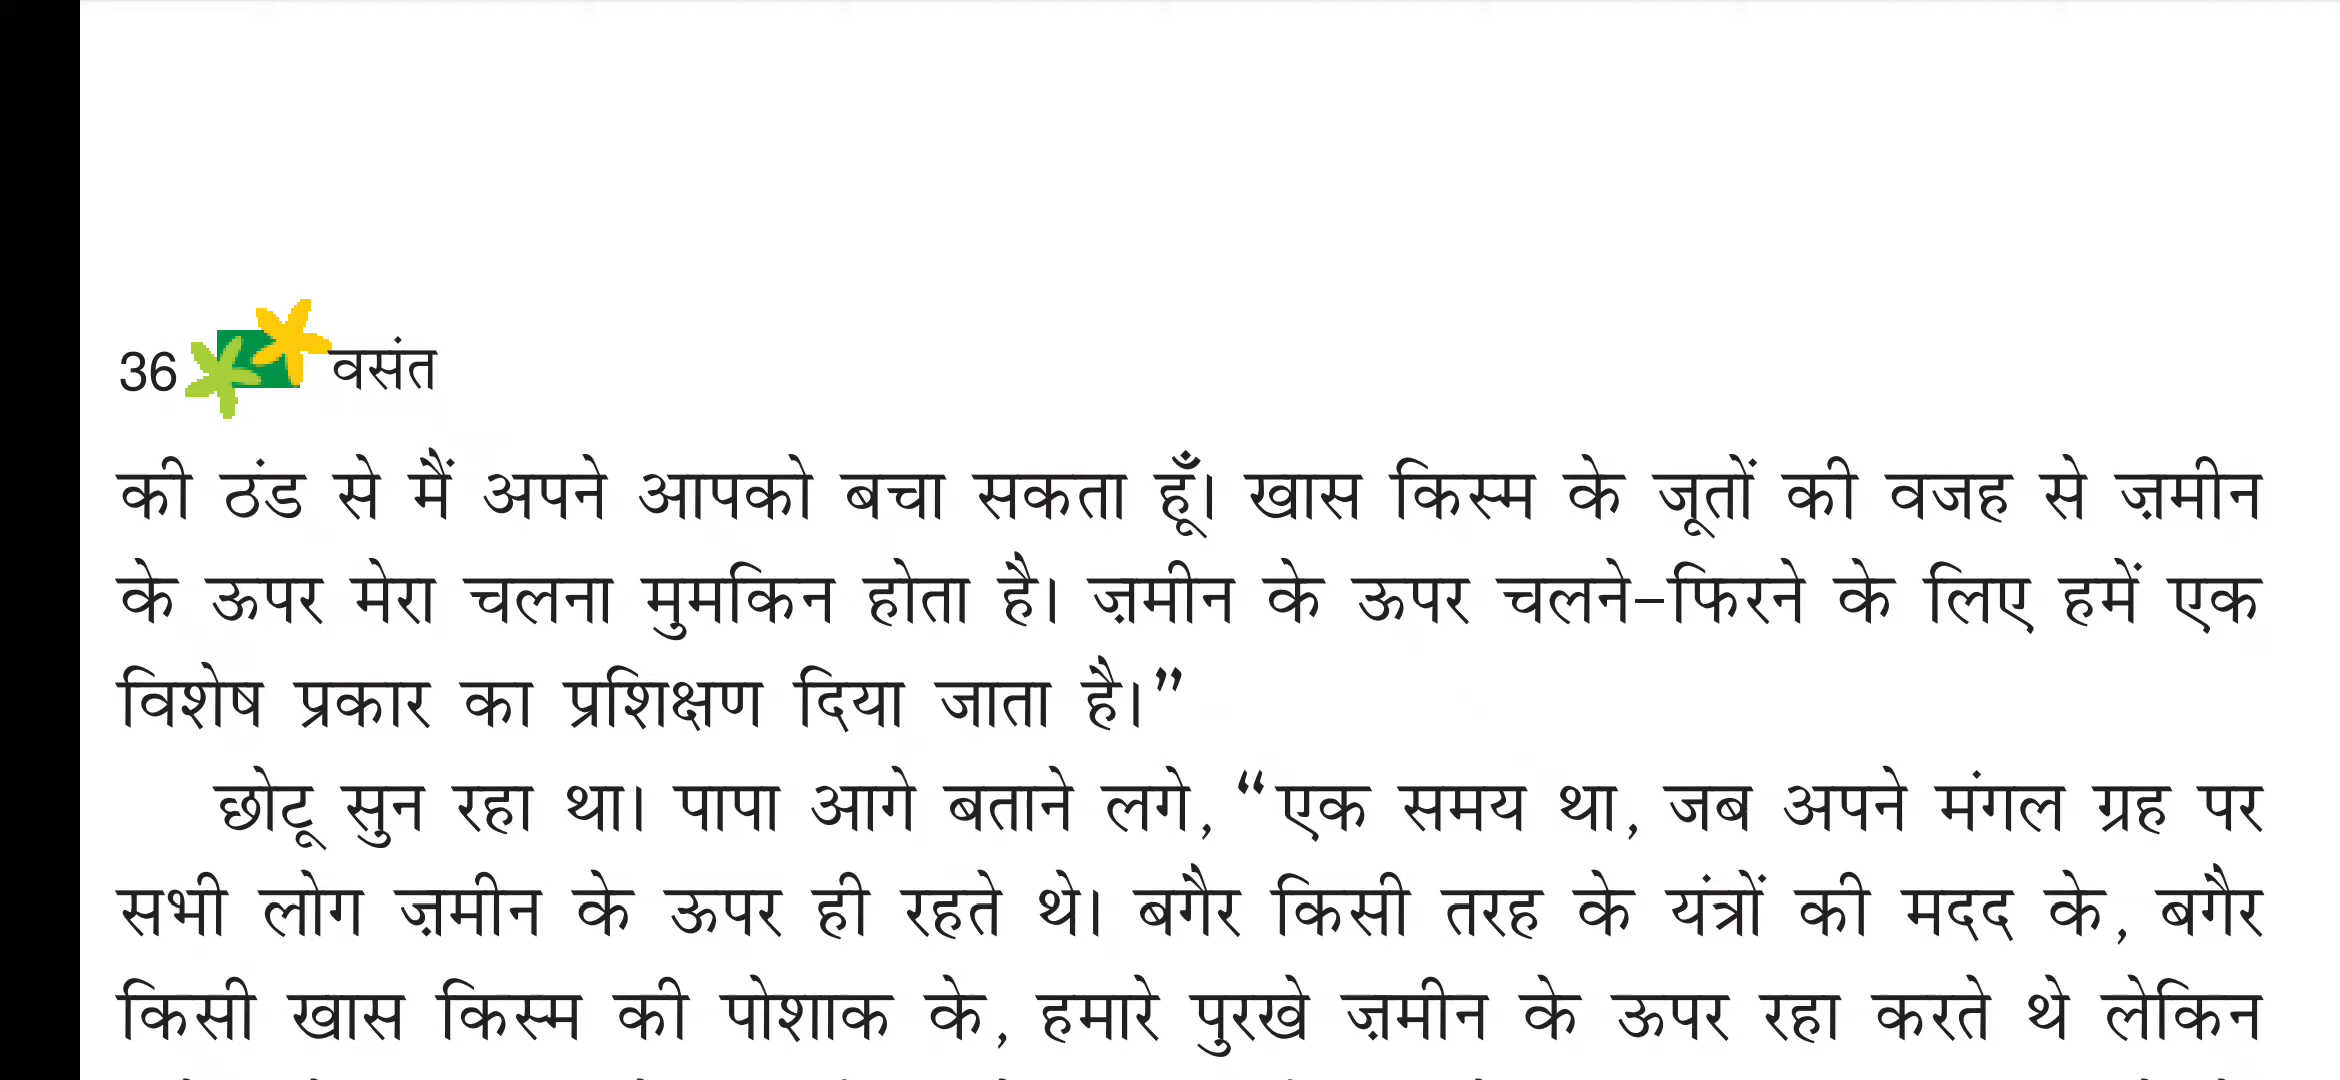 36 वसंत
की ठंड से मैं अपने आपको बचा सकता हूँ। खास किस्म के जूतों की वजह से ज़मीन
के ऊपर मेरा चलना मुमकिन होता है। ज़मीन के ऊपर चलने-फिरने के लिए हमें एक
विशेष प्रकार का प्रशिक्षण दिया जाता है।”
छोटू सुन रहा था। पापा आगे बताने लगे, “एक समय था, जब अपने मंगल ग्रह पर
सभी लोग ज़मीन के ऊपर ही रहते थे। बगैर किसी तरह के यंत्रों की मदद के, बगैर
किसी खास किस्म की पोशाक के, हमारे पुरखे ज़मीन के ऊपर रहा करते थे लेकिन